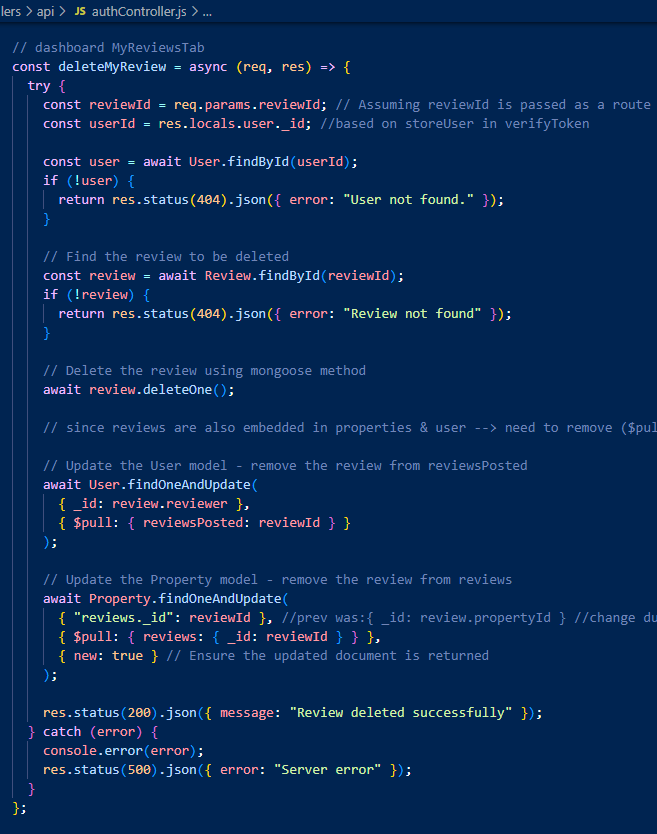 lers > api > JS authController.js > ...
// dashboard MyReviewsTab
const deleteMyReview = async (req, res) => {
  try {
    const reviewId = req.params.reviewId; // Assuming reviewId is passed as a route
    const userId = res.locals.user._id; //based on storeUser in verifyToken

    const user = await User.findById(userId);
    if (!user) {
      return res.status(404).json({ error: "User not found." });
    }

    // Find the review to be deleted
    const review = await Review.findById(reviewId);
    if (!review) {
      return res.status(404).json({ error: "Review not found" });
    }

    // Delete the review using mongoose method
    await review.deleteOne();

    // since reviews are also embedded in properties & user --> need to remove ($pul

    // Update the User model - remove the review from reviewsPosted
    await User.findOneAndUpdate(
      { _id: review.reviewer },
      { $pull: { reviewsPosted: reviewId } }
    );

    // Update the Property model - remove the review from reviews
    await Property.findOneAndUpdate(
      { "reviews._id": reviewId }, //prev was:{ _id: review.propertyId } //change du
      { $pull: { reviews: { _id: reviewId } } },
      { new: true } // Ensure the updated document is returned
    );

    res.status(200).json({ message: "Review deleted successfully" });
  } catch (error) {
    console.error(error);
    res.status(500).json({ error: "Server error" });
  }
};